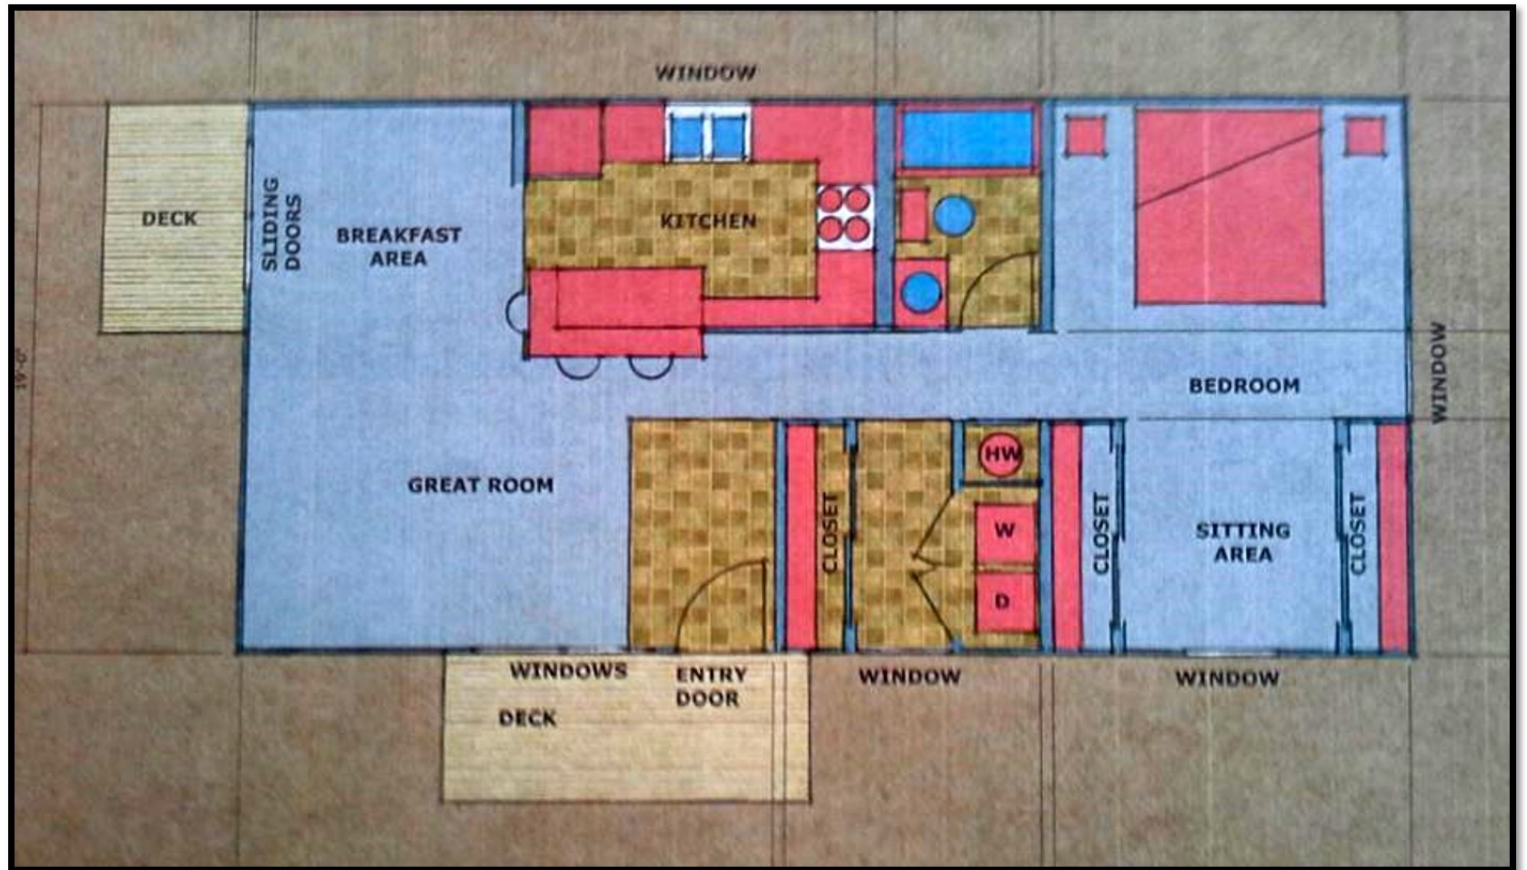 WINDOW
DECK
SLIDING
DOORS
BREAKFAST
AREA
KITCHEN
BEDROOM
WINDOW
GREAT ROOM
CLOSET
HW
W
D
CLOSET
SITTING
AREA
CLOSET
WINDOWS
ENTRY
DOOR
DECK
WINDOW
WINDOW